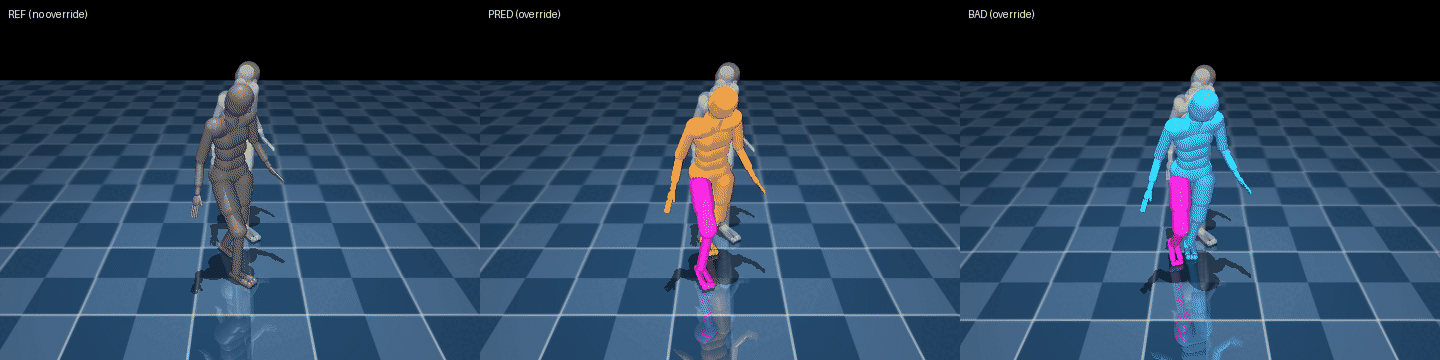 REF (no override)
PRED (override)
BAD (override)